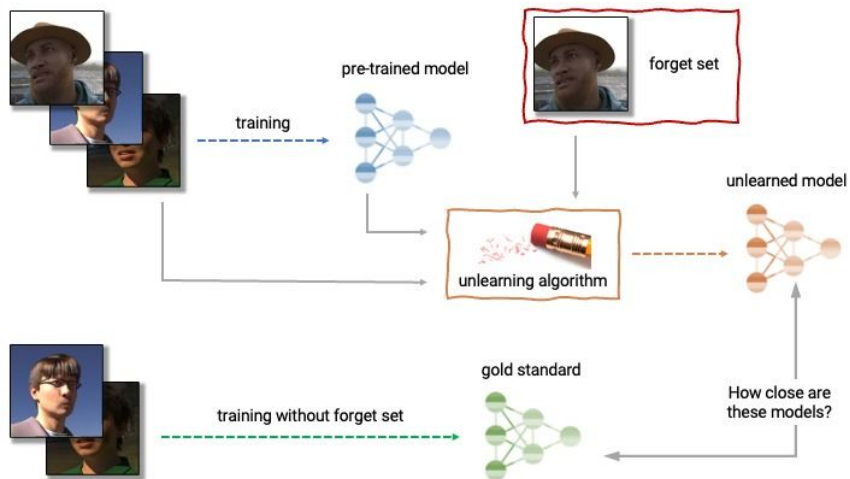 forget set
pre-trained model
training
unlearned model
unlearning algorithm
gold standard
How close are
these models?
training without forget set